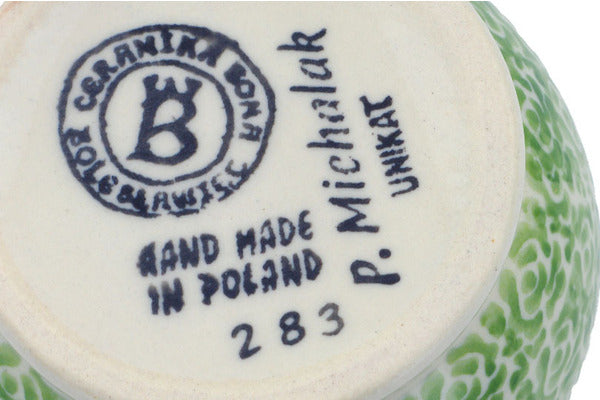 CERAMIKA BONA
BOLESŁAWIEC
B
HAND MADE
IN POLAND
283
P. Michalak
UNIKAT